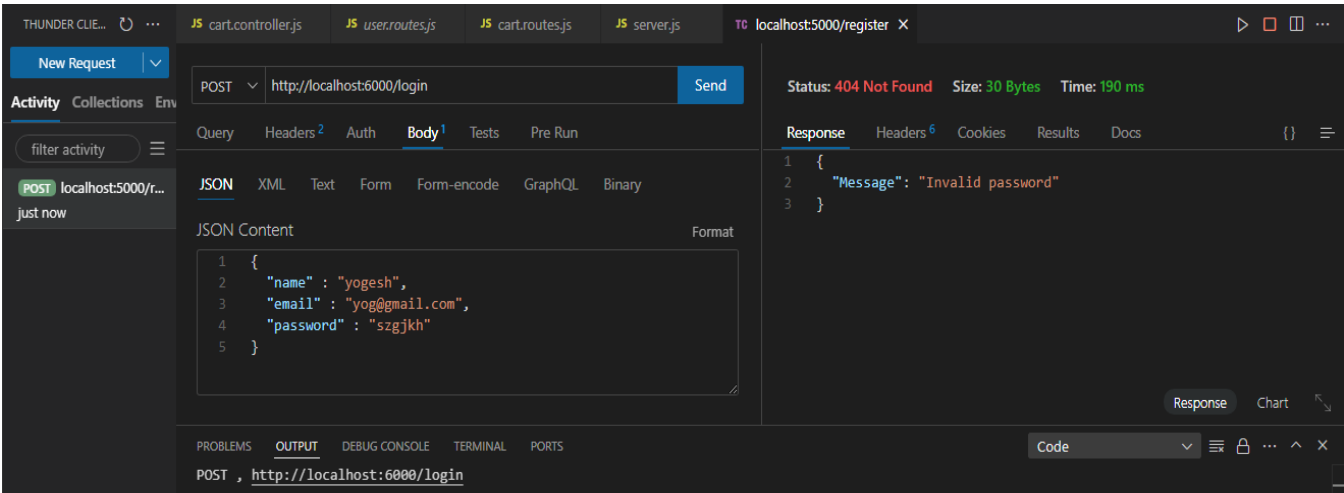 THUNDER CLIE... ...
JS cart.controller.js JS user.routes.js JS cart.routes.js JS server.js TC localhost:5000/register
New Request
Activity Collections Env
filter activity
POST localhost:5000/r...
just now
POST http://localhost:6000/login Send
Query Headers 2 Auth Body 1 Tests Pre Run
JSON XML Text Form Form-encode GraphQL Binary
JSON Content Format
1 {
2 "name" : "yogesh",
3 "email" : "yog@gmail.com",
4 "password" : "szgjkh"
5 }
Status: 404 Not Found Size: 30 Bytes Time: 190 ms
Response Headers 6 Cookies Results Docs {}
1 {
2 "Message": "Invalid password"
3 }
Response Chart
PROBLEMS OUTPUT DEBUG CONSOLE TERMINAL PORTS Code
POST , http://localhost:6000/login